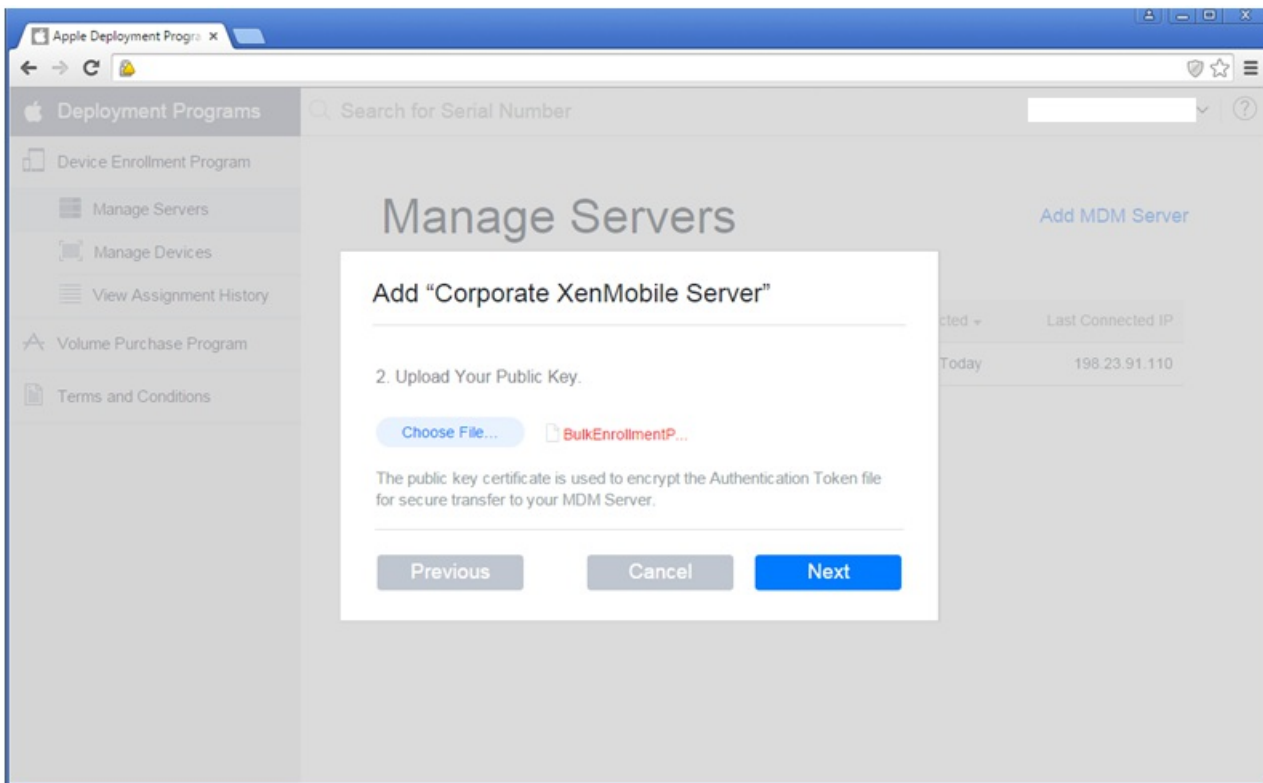 Apple Deployment Progra
Deployment Programs
Search for Serial Number
Device Enrollment Program
Manage Servers
Manage Devices
View Assignment History
Volume Purchase Program
Terms and Conditions
Manage Servers
Add MDM Server
cted
Last Connected IP
Today
198.23.91.110
Add “Corporate XenMobile Server”
2. Upload Your Public Key.
Choose File...
BulkEnrollmentP...
The public key certificate is used to encrypt the Authentication Token file
for secure transfer to your MDM Server.
Previous
Cancel
Next